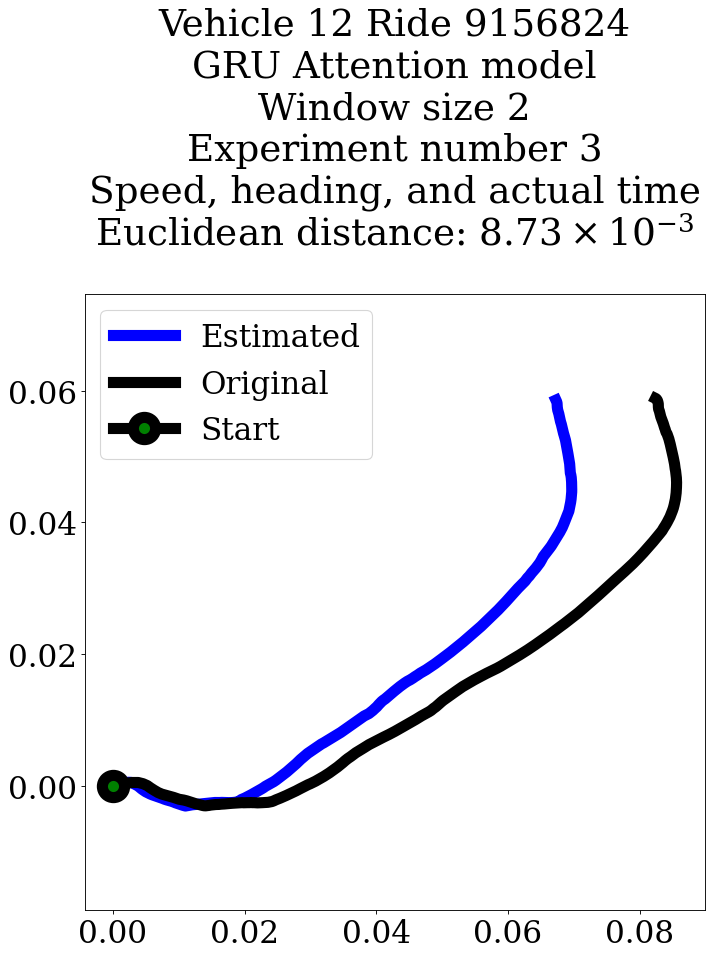 Vehicle 12 Ride 9156824
GRU Attention model
Window size 2
Experiment number 3
Speed, heading, and actual time
Euclidean distance: 8.73 × 10⁻³
Estimated
Original
Start
0.06
0.04
0.02
0.00
0.00 0.02 0.04 0.06 0.08